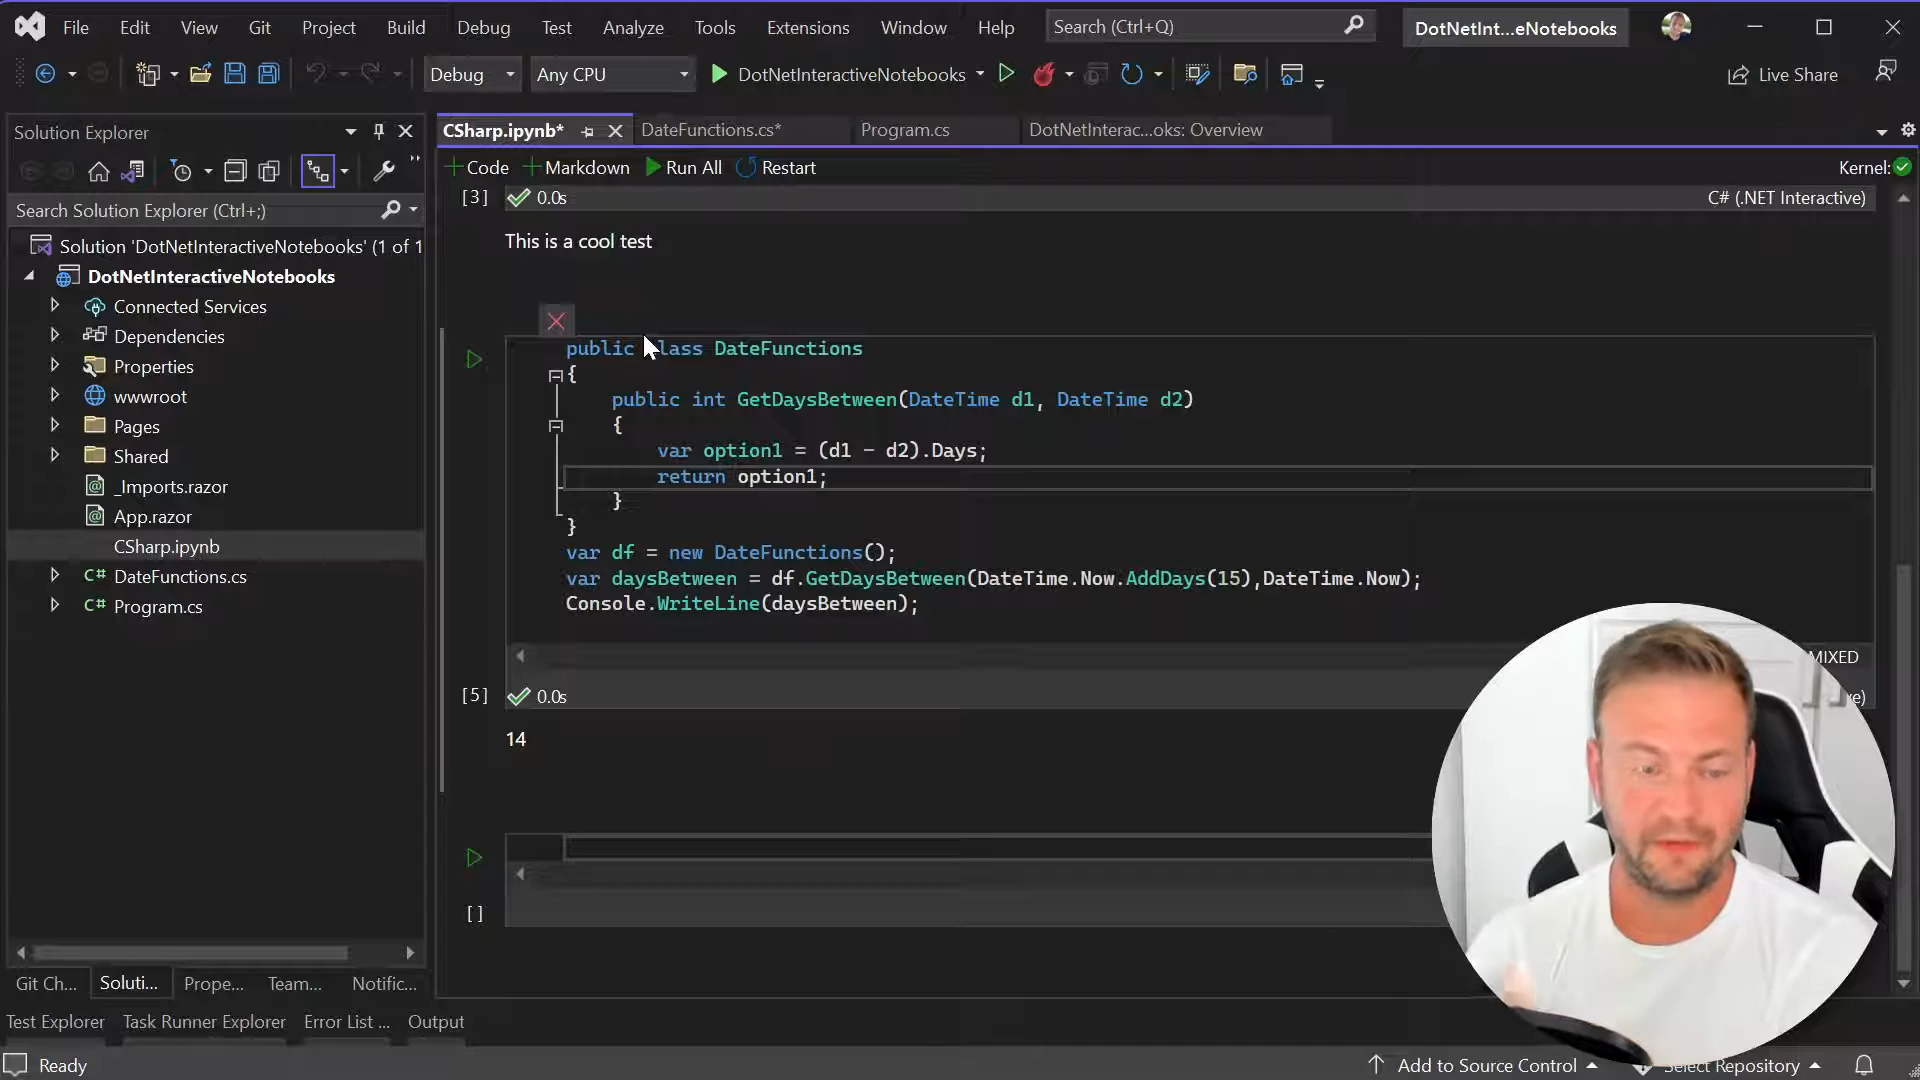 File Edit View Git Project Build Debug Test Analyze Tools Extensions Window Help Search (Ctrl+Q) DotNetInt...eNotebooks
Debug Any CPU DotNetInteractiveNotebooks Live Share
Solution Explorer
Search Solution Explorer (Ctrl+;)
Solution 'DotNetInteractiveNotebooks' (1 of 1
DotNetInteractiveNotebooks
Connected Services
Dependencies
Properties
wwwroot
Pages
Shared
_Imports.razor
App.razor
CSharp.ipynb
C# DateFunctions.cs
C# Program.cs
Git Ch... Soluti... Prope... Team... Notific...
CSharp.ipynb* DateFunctions.cs* Program.cs DotNetInterac...oks: Overview
Code Markdown Run All Restart Kernel:
[3] 0.0s C# (.NET Interactive)
This is a cool test
public class DateFunctions
{
public int GetDaysBetween(DateTime d1, DateTime d2)
{
var option1 = (d1 - d2).Days;
return option1;
}
}
var df = new DateFunctions();
var daysBetween = df.GetDaysBetween(DateTime.Now.AddDays(15),DateTime.Now);
Console.WriteLine(daysBetween);
MIXED
[5] 0.0s
14
[ ]
Test Explorer Task Runner Explorer Error List ... Output
Ready Add to Source Control Select Repository